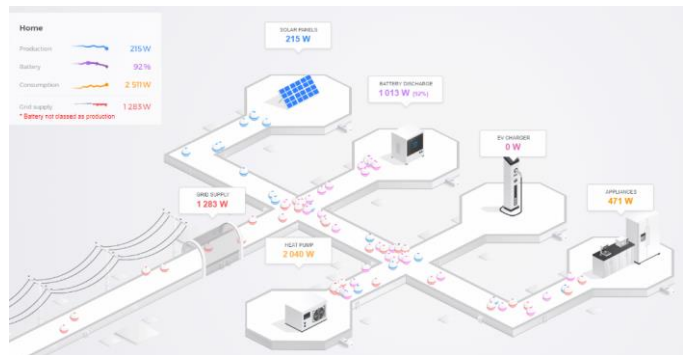 Home
Production 215 W
Battery 92%
Consumption 2 511 W
Grid supply 1 283 W
* Battery not classed as production
SOLAR PANELS
215 W
BATTERY DISCHARGE
1 013 W (92%)
EV CHARGER
0 W
GRID SUPPLY
1 283 W
APPLIANCES
471 W
HEAT PUMP
2 040 W